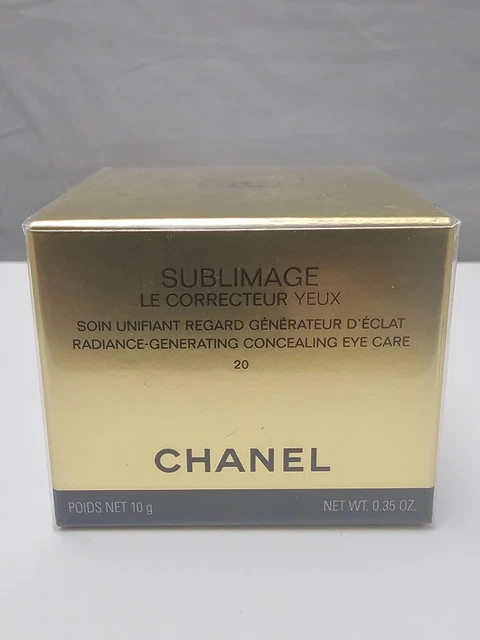 SUBLIMAGE
LE CORRECTEUR YEUX
SOIN UNIFIANT REGARD GÉNÉRATEUR D'ÉCLAT
RADIANCE-GENERATING CONCEALING EYE CARE
20
CHANEL
POIDS NET 10 g NET WT. 0.35 OZ.